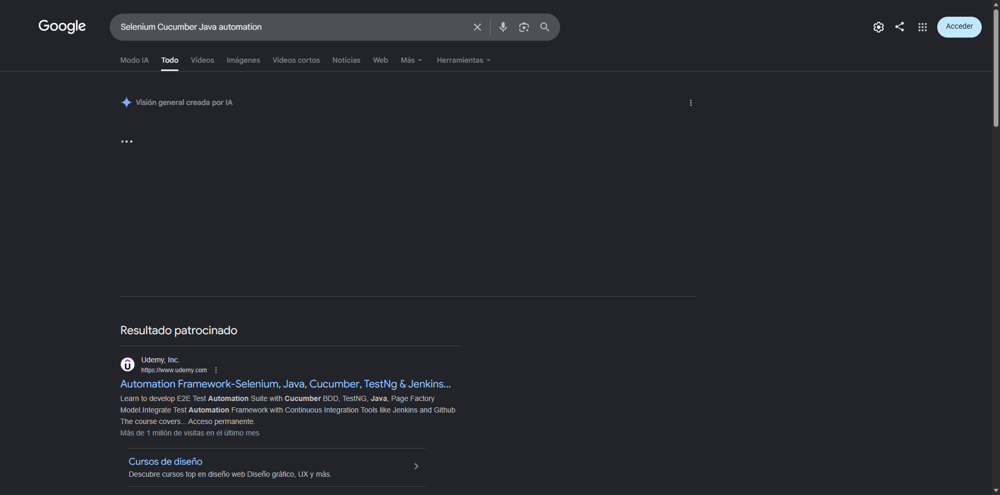 Google
Selenium Cucumber Java automation
Acceder
Modo IA Todo Videos Imágenes Videos cortos Noticias Web Más Herramientas
Visión general creada por IA
Resultado patrocinado
Udemy, Inc.
https://www.udemy.com
Automation Framework-Selenium, Java, Cucumber, TestNg & Jenkins...
Learn to develop E2E Test Automation Suite with Cucumber BDD, TestNG, Java, Page Factory
Model.Integrate Test Automation Framework with Continuous Integration Tools like Jenkins and Github
The course covers... Acceso permanente.
Más de 1 millón de visitas en el último mes
Cursos de diseño
Descubre cursos top en diseño web Diseño gráfico, UX y más.